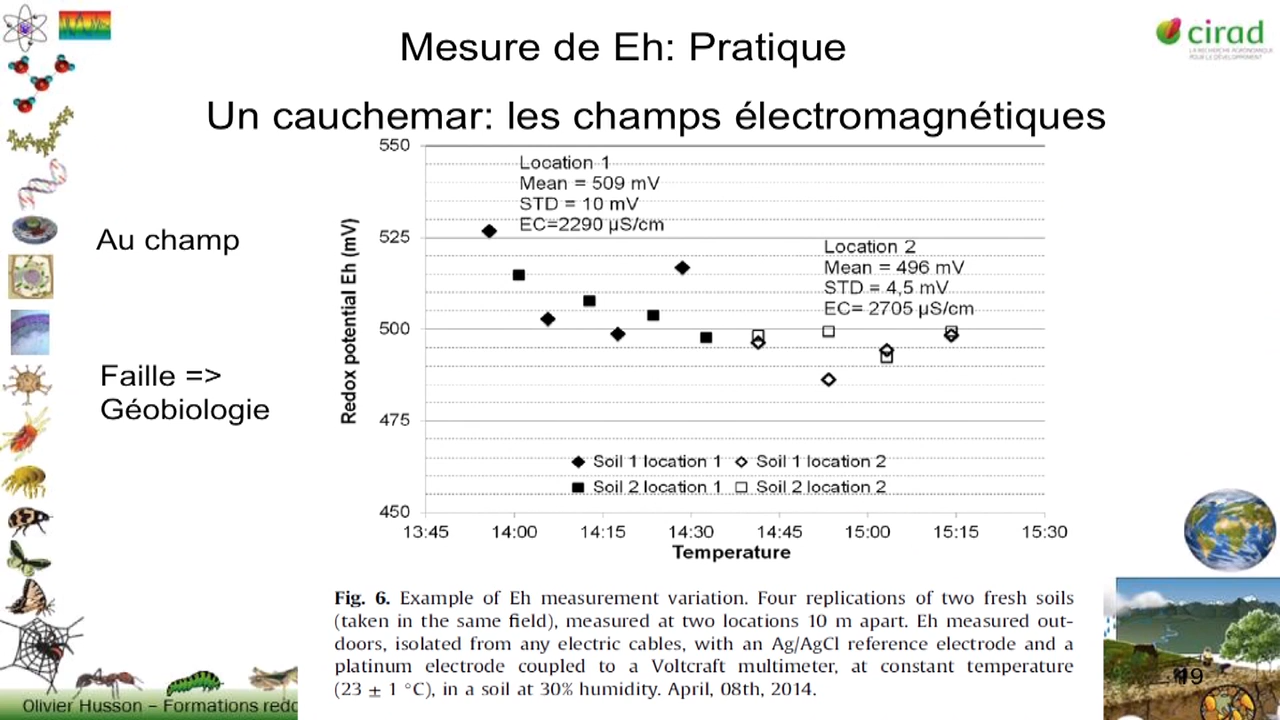 cirad
LA RECHERCHE AGRONOMIQUE
POUR LE DÉVELOPPEMENT
Mesure de Eh: Pratique
Un cauchemar: les champs électromagnétiques
Au champ
Faille =>
Géobiologie
Redox potential Eh (mV)
550
525
500
475
450
Location 1
Mean = 509 mV
STD = 10 mV
EC=2290 µS/cm
Location 2
Mean = 496 mV
STD = 4,5 mV
EC= 2705 µS/cm
Soil 1 location 1 Soil 1 location 2
Soil 2 location 1 Soil 2 location 2
13:45 14:00 14:15 14:30 14:45 15:00 15:15 15:30
Temperature
Fig. 6. Example of Eh measurement variation. Four replications of two fresh soils
(taken in the same field), measured at two locations 10 m apart. Eh measured out-
doors, isolated from any electric cables, with an Ag/AgCl reference electrode and a
platinum electrode coupled to a Voltcraft multimeter, at constant temperature
(23 ± 1 °C), in a soil at 30% humidity. April, 08th, 2014.
Olivier Husson – Formations redo